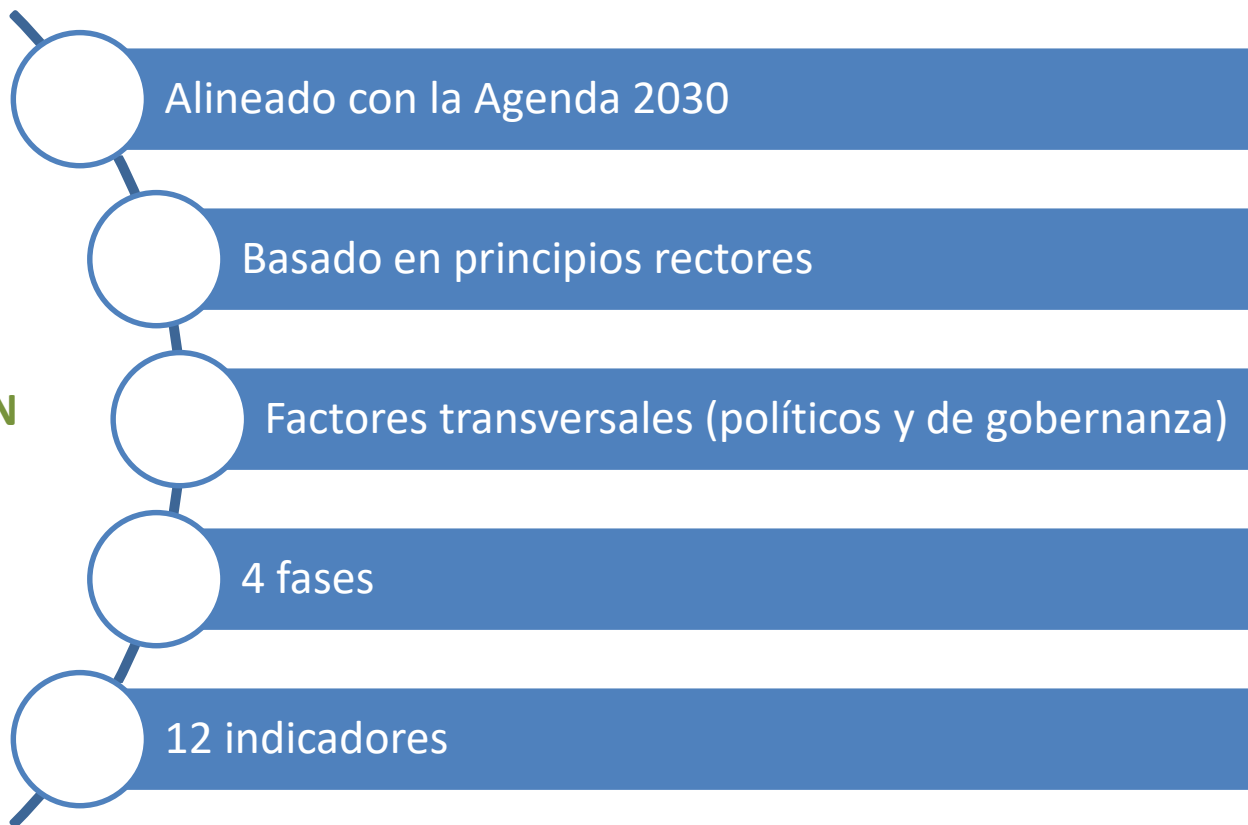 Alineado con la Agenda 2030
Basado en principios rectores
N
Factores transversales (políticos y de gobernanza)
4 fases
12 indicadores